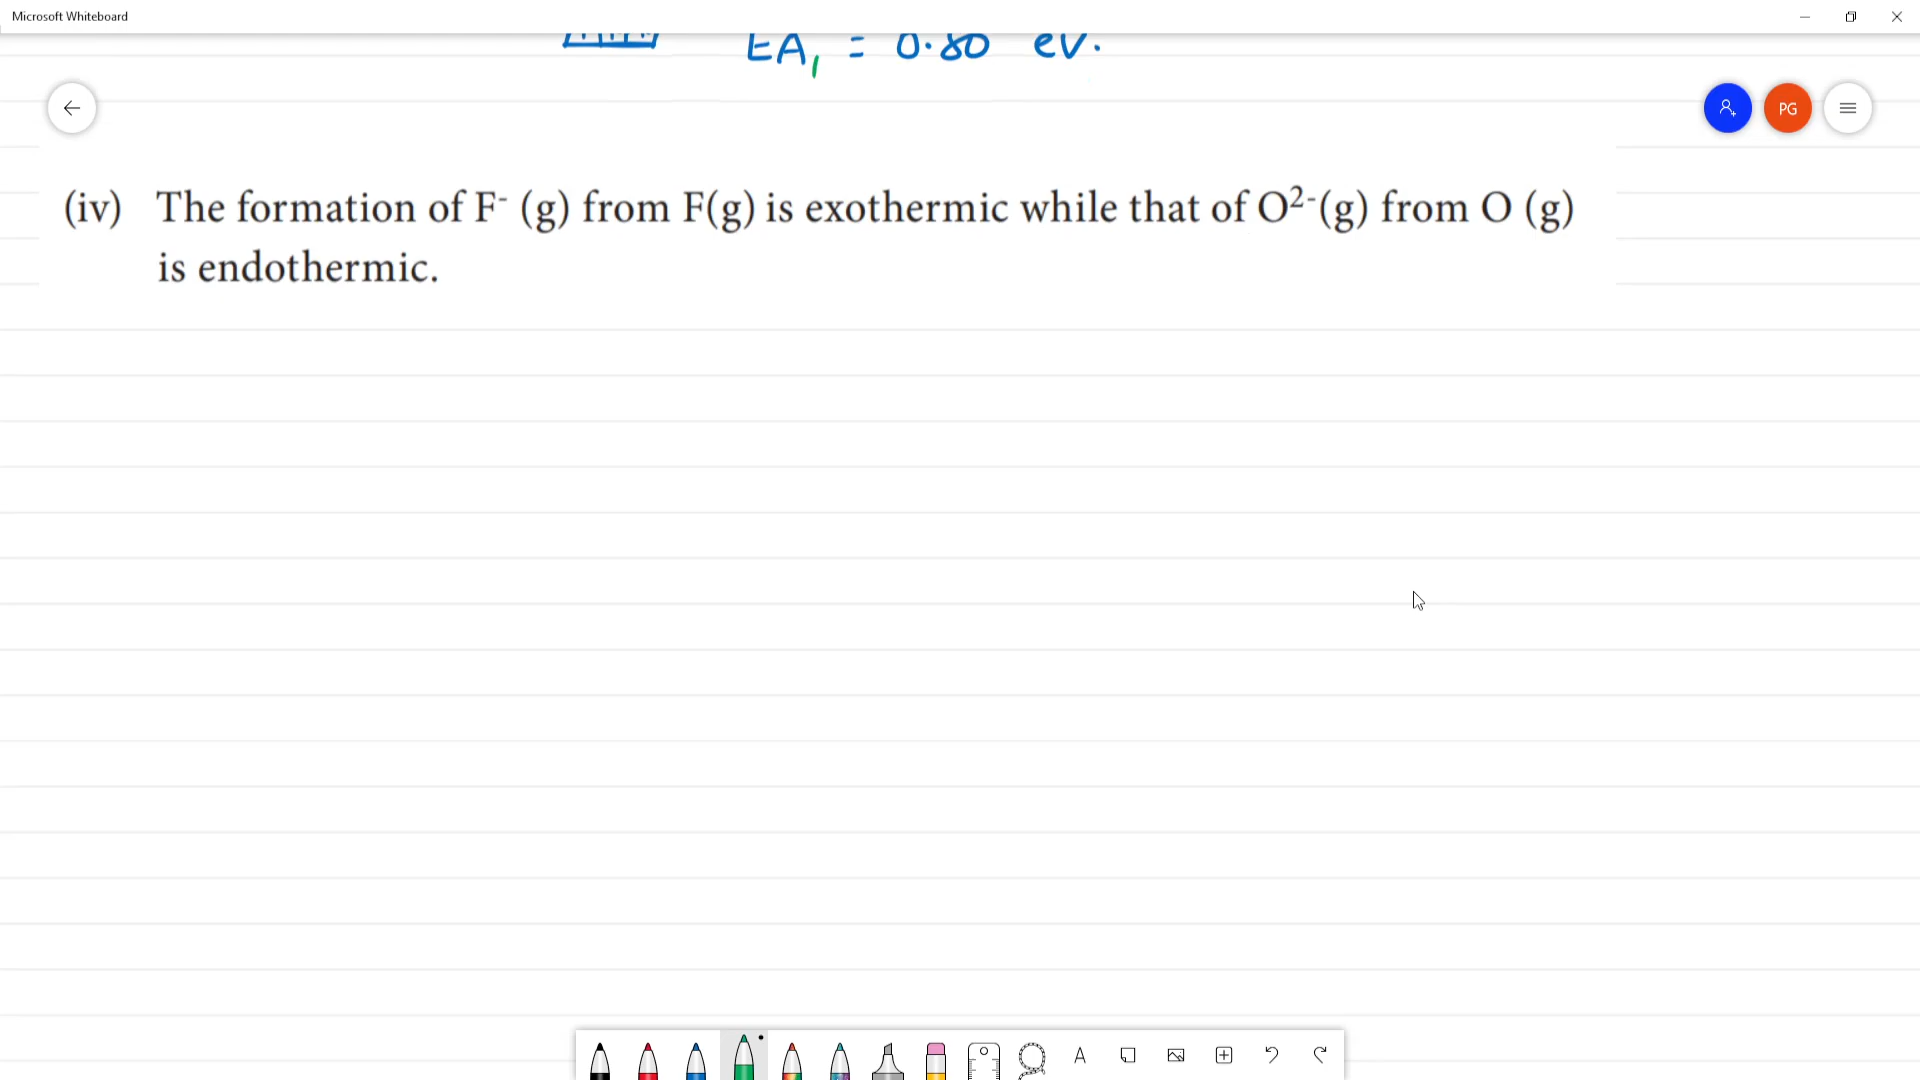 Microsoft Whiteboard
EA₁ = 0.80 eV.
PG
(iv) The formation of F⁻ (g) from F(g) is exothermic while that of O²⁻(g) from O (g)
is endothermic.
A